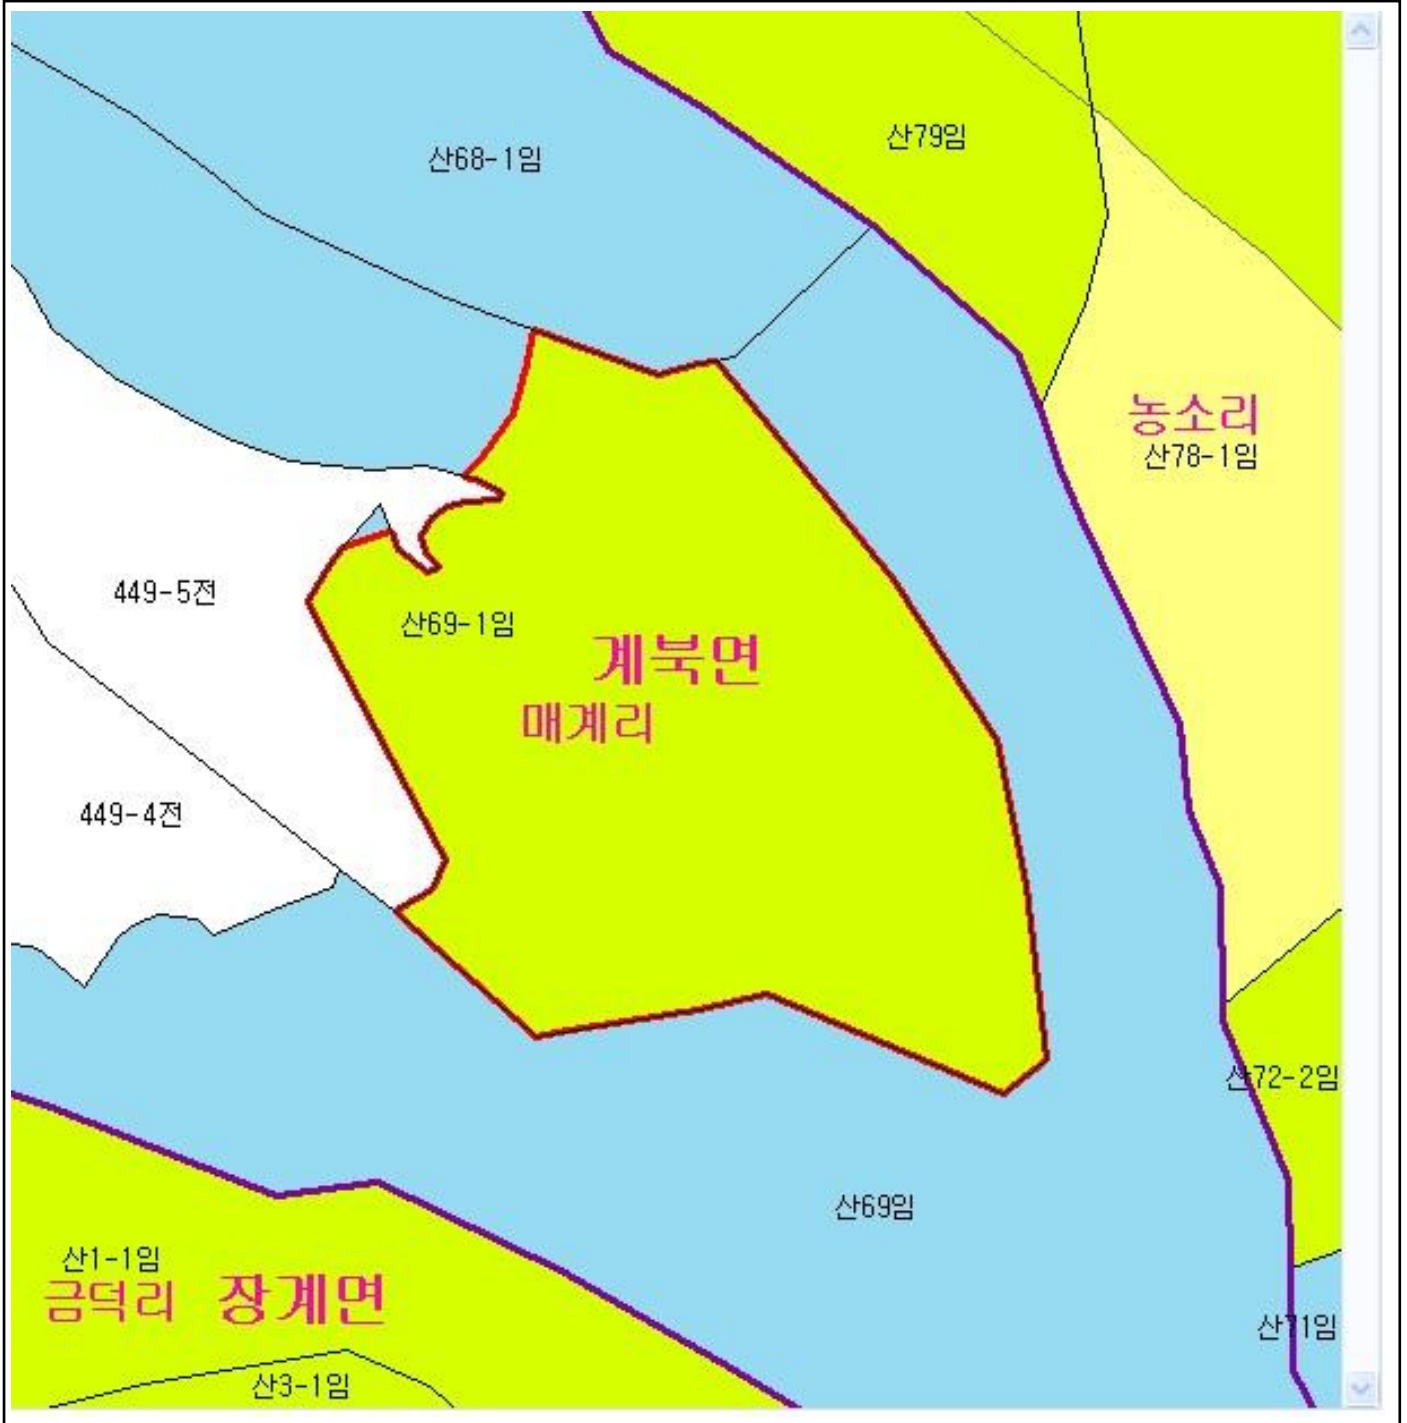 산79임
산68-1임
농소리
산78-1임
449-5전
산69-1임
계북면
매계리
449-4전
산72-2임
산69임
산1-1임
금덕리 장계면
산71임
산3-1임